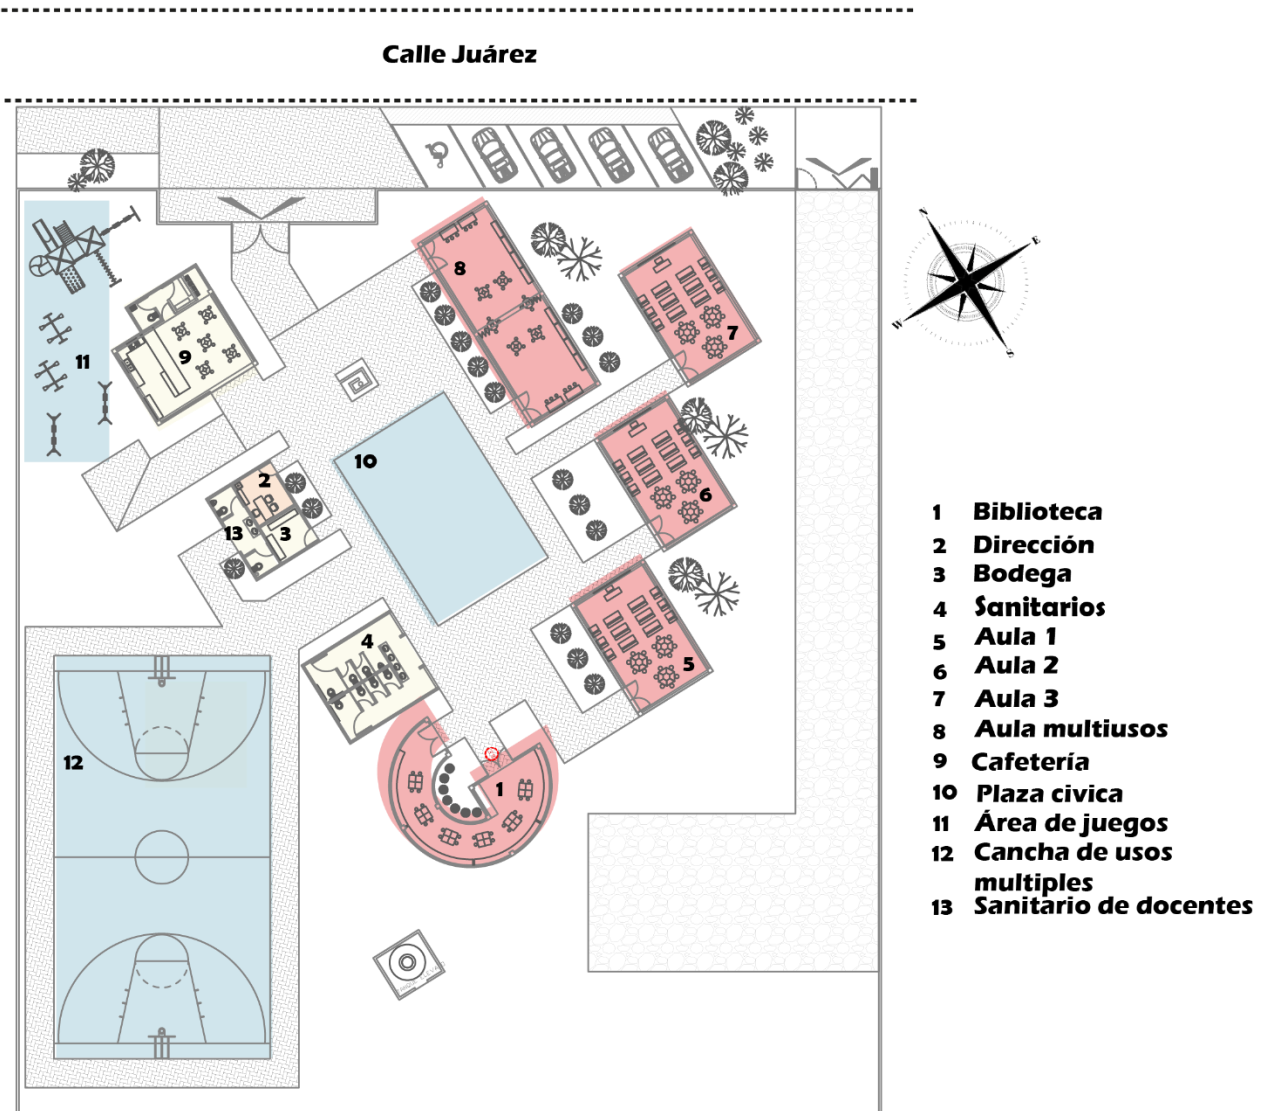 Calle Juárez
N
E
W
S
8
7
9
11
10
6
2
13
3
4
5
12
1
1 Biblioteca
2 Dirección
3 Bodega
4 Sanitarios
5 Aula 1
6 Aula 2
7 Aula 3
8 Aula multiusos
9 Cafetería
10 Plaza civica
11 Área de juegos
12 Cancha de usos
multiples
13 Sanitario de docentes